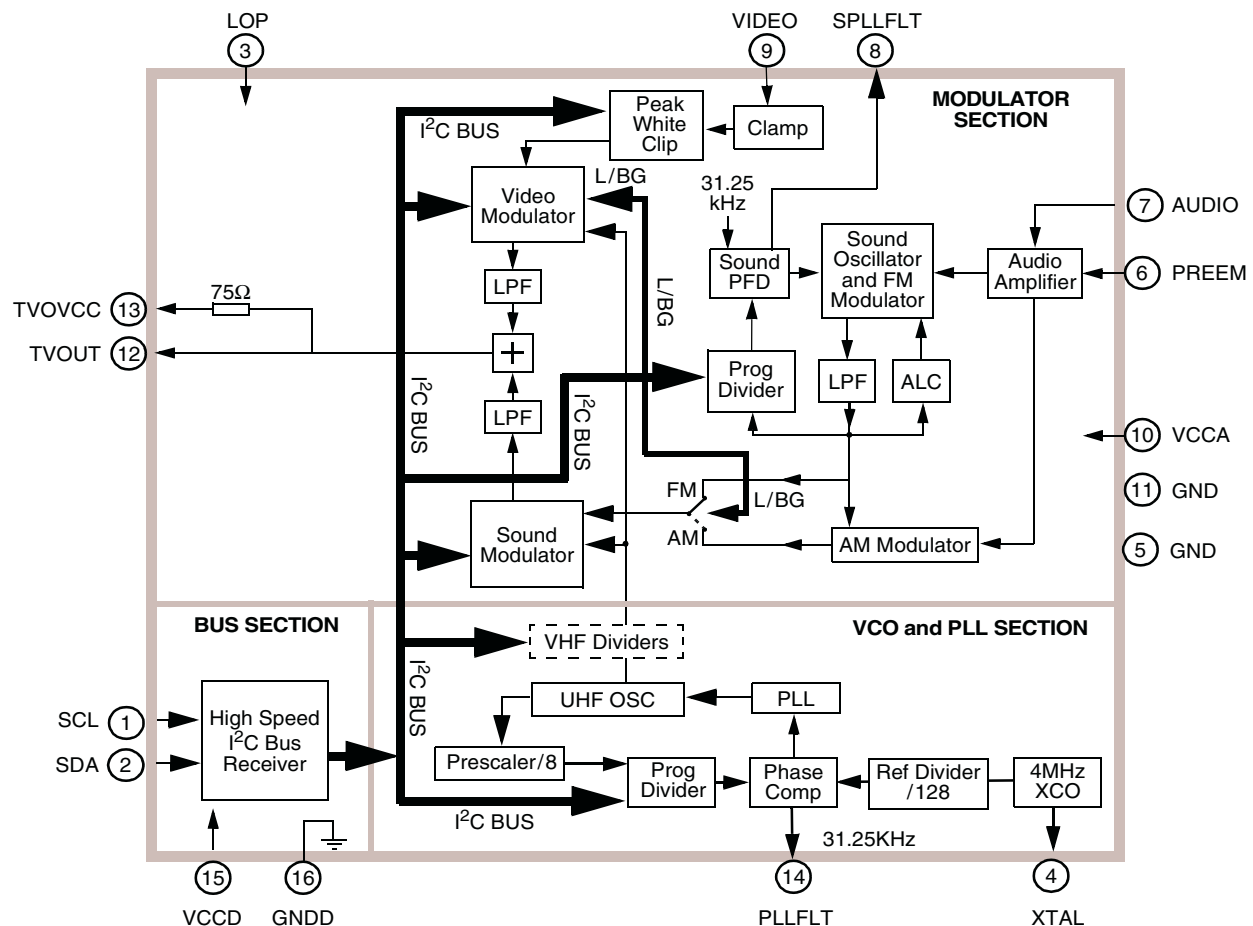 LOP
3
VIDEO
9
SPLLFLT
8
MODULATOR
SECTION
I²C BUS
Peak
White
Clip
Clamp
L/BG
Video
Modulator
31.25
kHz
7
AUDIO
Sound
PFD
Sound
Oscillator
and FM
Modulator
Audio
Amplifier
6
PREEM
LPF
L/BG
TVOVCC
13
75Ω
TVOUT
12
+
Prog
Divider
LPF
ALC
I²C BUS
LPF
I²C BUS
10
VCCA
FM
L/BG
11
GND
Sound
Modulator
AM
AM Modulator
5
GND
BUS SECTION
VCO and PLL SECTION
VHF Dividers
I²C BUS
UHF OSC
PLL
SCL
1
SDA
2
High Speed
I²C Bus
Receiver
Prescaler/8
Prog
Divider
Phase
Comp
Ref Divider
/128
4MHz
XCO
I²C BUS
31.25KHz
15
16
14
4
VCCD
GNDD
PLLFLT
XTAL